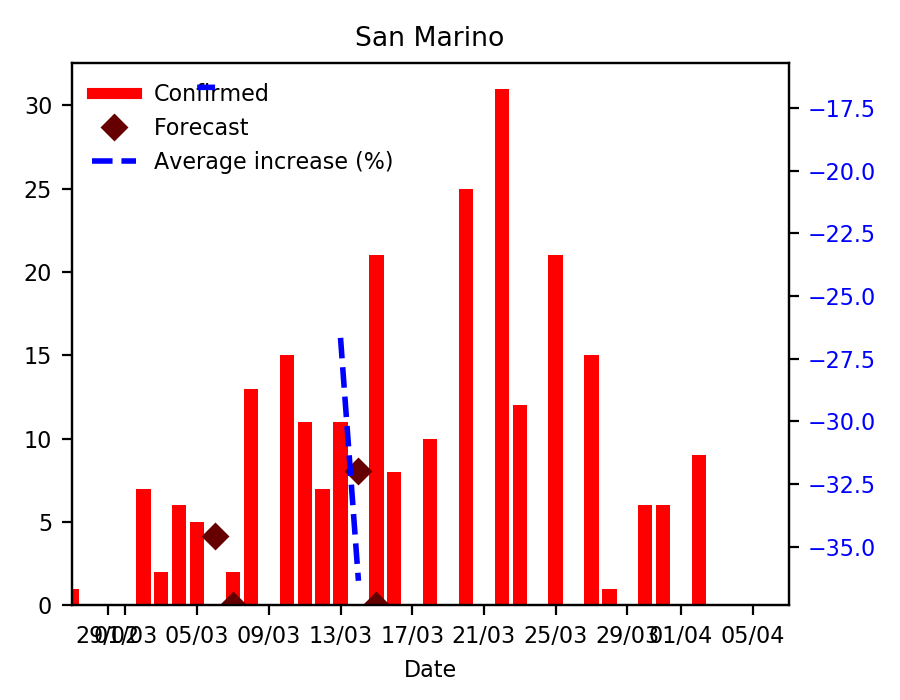 San Marino
Confirmed
Forecast
Average increase (%)
30
25
20
15
10
5
0
−17.5
−20.0
−22.5
−25.0
−27.5
−30.0
−32.5
−35.0
29/02 01/03 05/03 09/03 13/03 17/03 21/03 25/03 29/03 01/04 05/04
Date